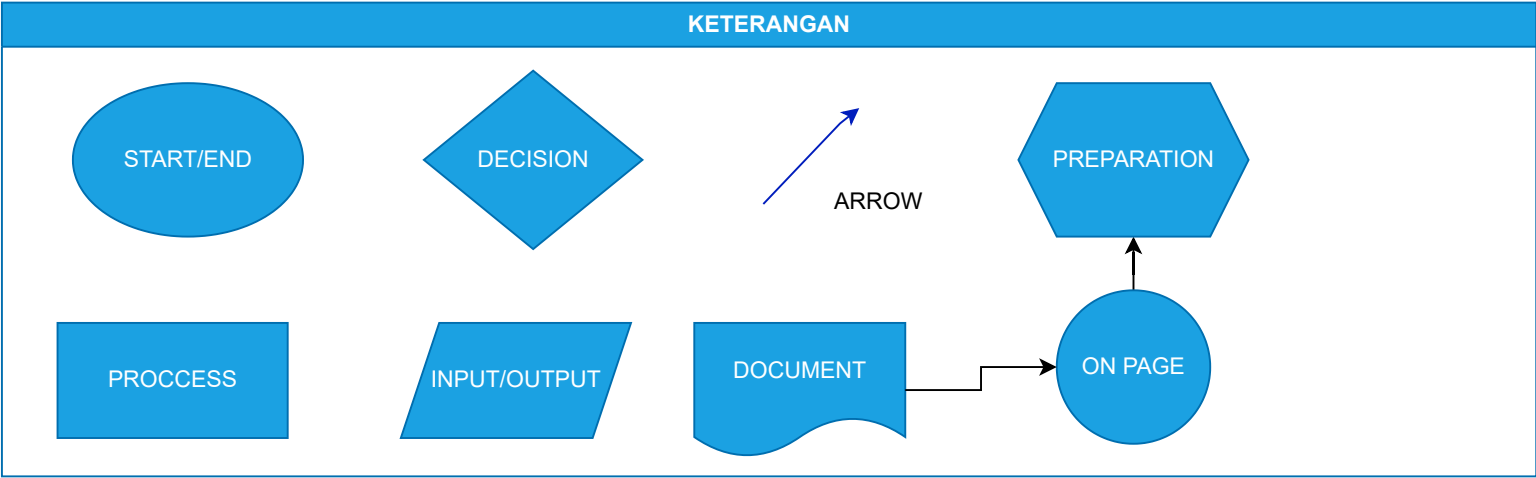 KETERANGAN
START/END
DECISION
ARROW
PREPARATION
PROCCESS
INPUT/OUTPUT
DOCUMENT
ON PAGE